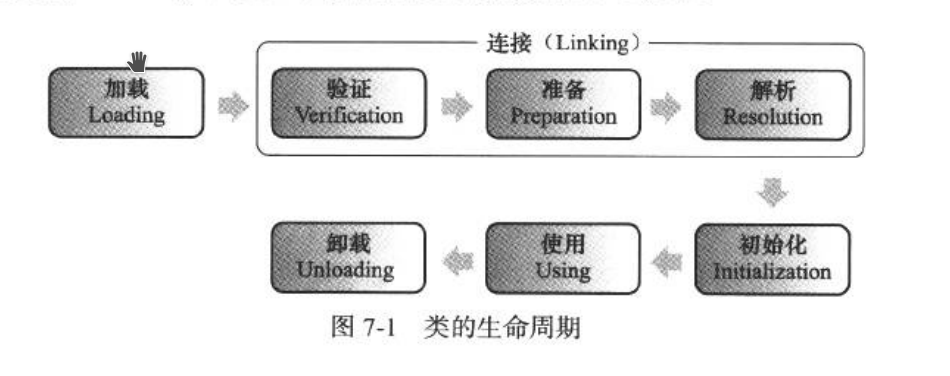 连接（Linking）
加载
Loading
验证
Verification
准备
Preparation
解析
Resolution
初始化
Initialization
使用
Using
卸载
Unloading
图 7-1 类的生命周期